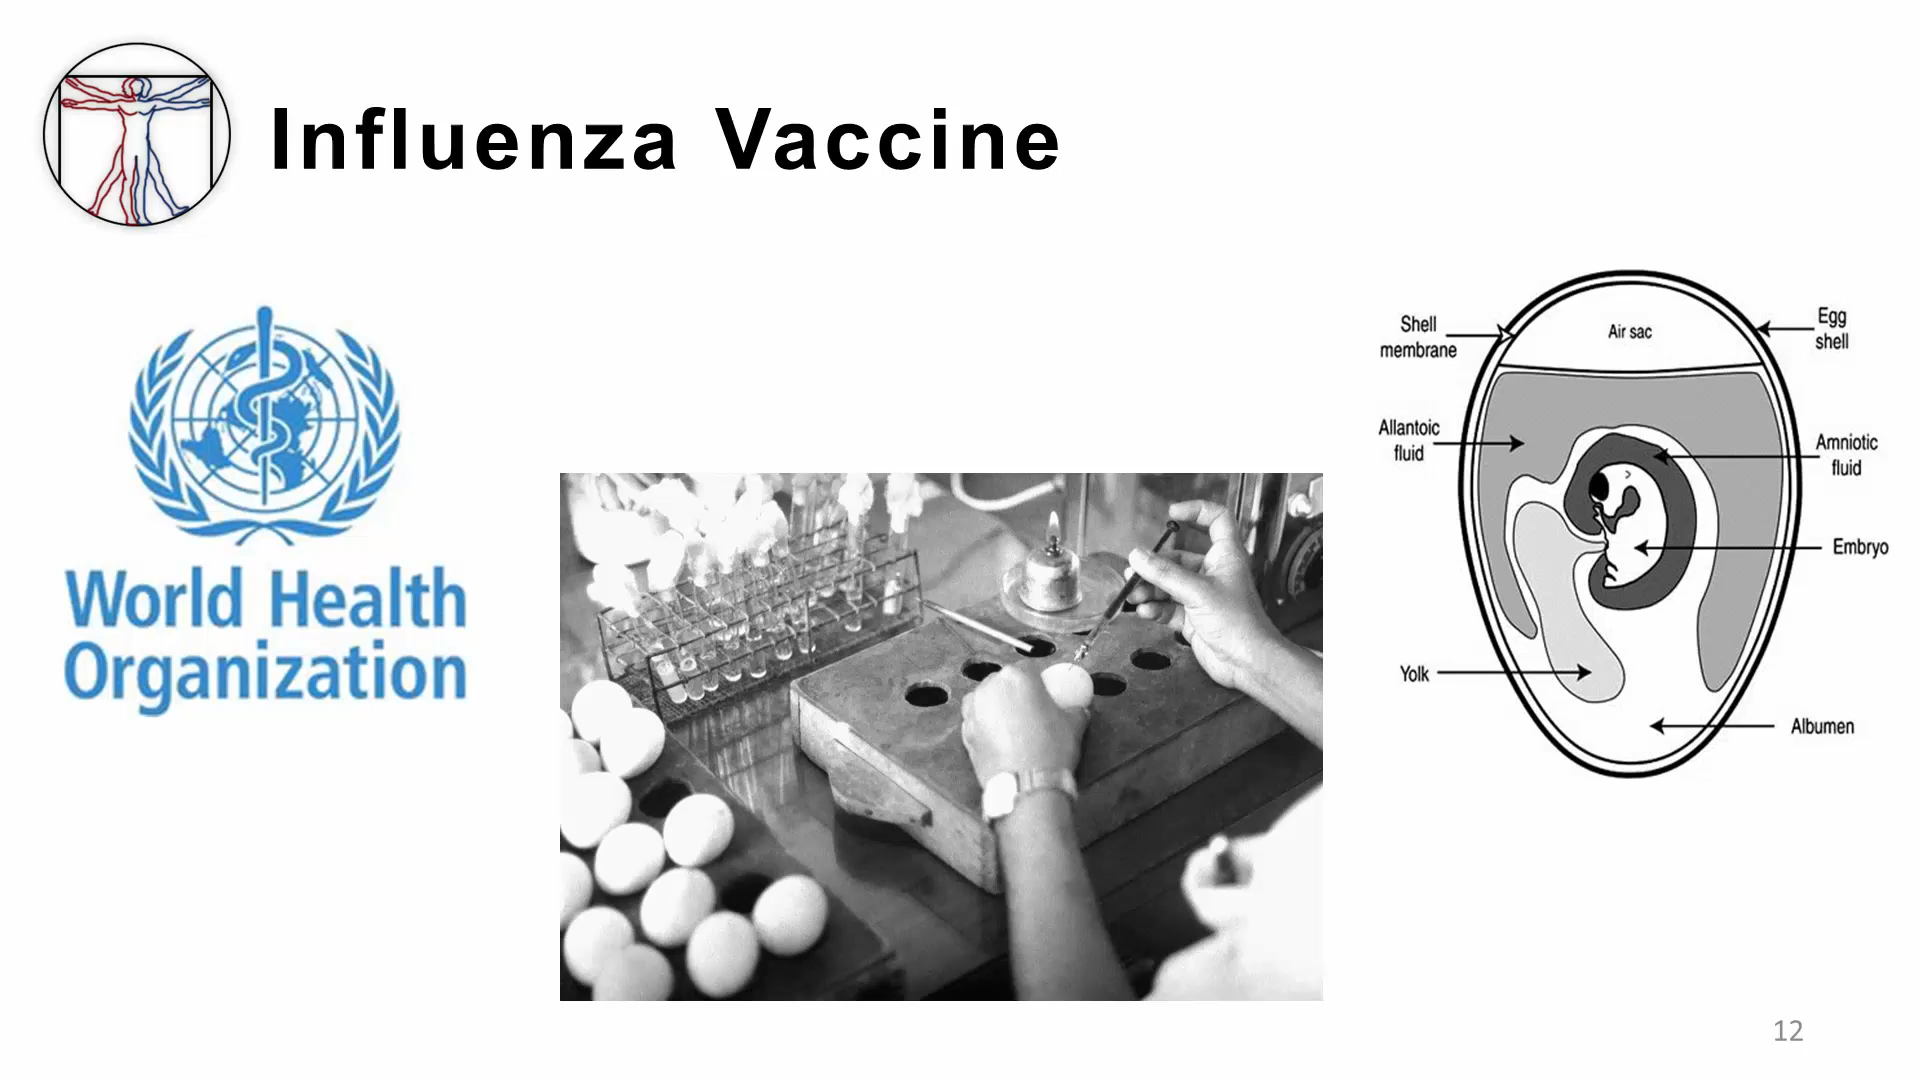 Influenza Vaccine
World Health
Organization
Shell
membrane
Air sac
Egg
shell
Allantoic
fluid
Amniotic
fluid
Embryo
Yolk
Albumen
12